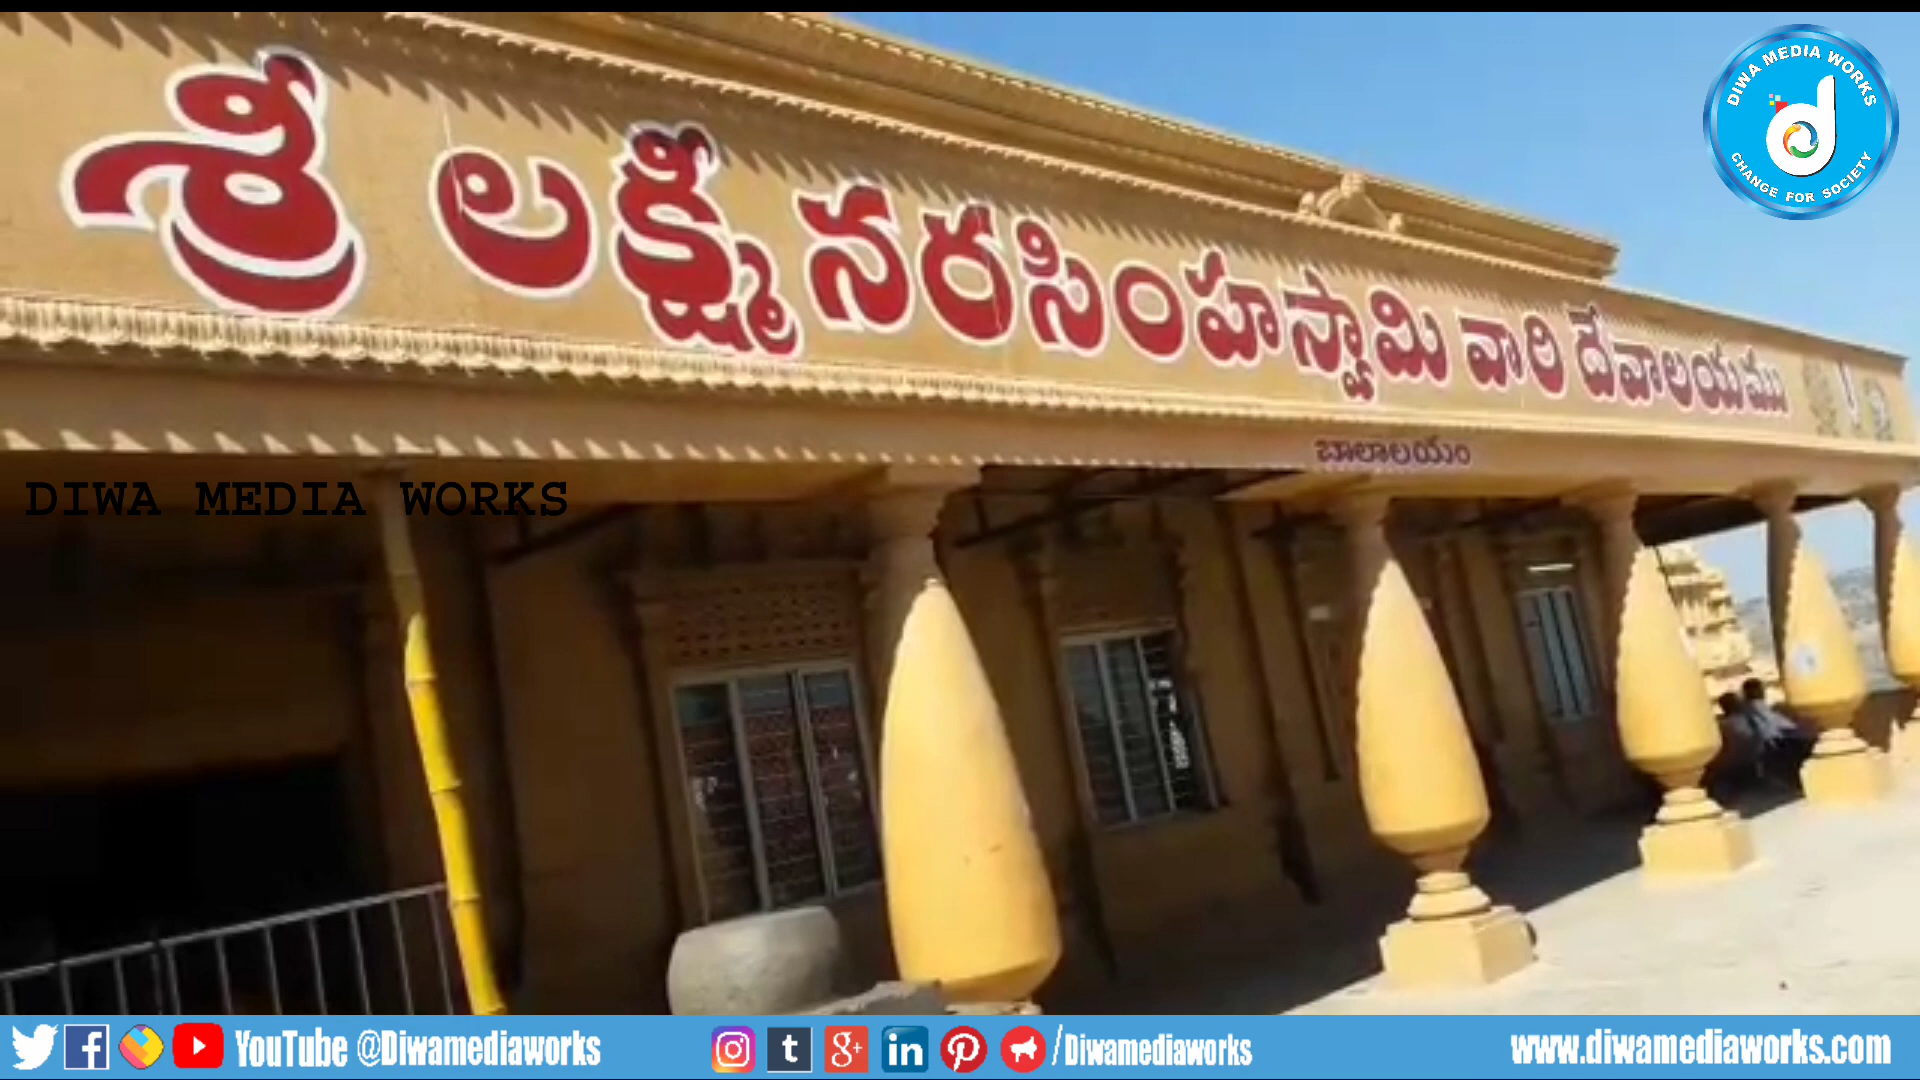 DIWA MEDIA WORKS
CHANGE FOR SOCIETY
శ్రీ లక్ష్మీ నరసింహస్వామి వారి దేవాలయము
బాలాలయం
DIWA MEDIA WORKS
YouTube @Diwamediaworks
/Diwamediaworks
www.diwamediaworks.com